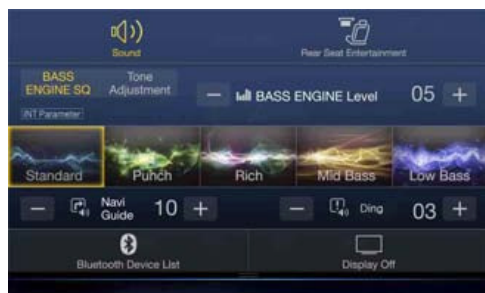 Sound
Rear Seat Entertainment
BASS ENGINE SQ
Tone Adjustment
INT Parameter
BASS ENGINE Level 05
Standard
Punch
Rich
Mid Bass
Low Bass
Navi Guide 10
Ding 03
Bluetooth Device List
Display Off